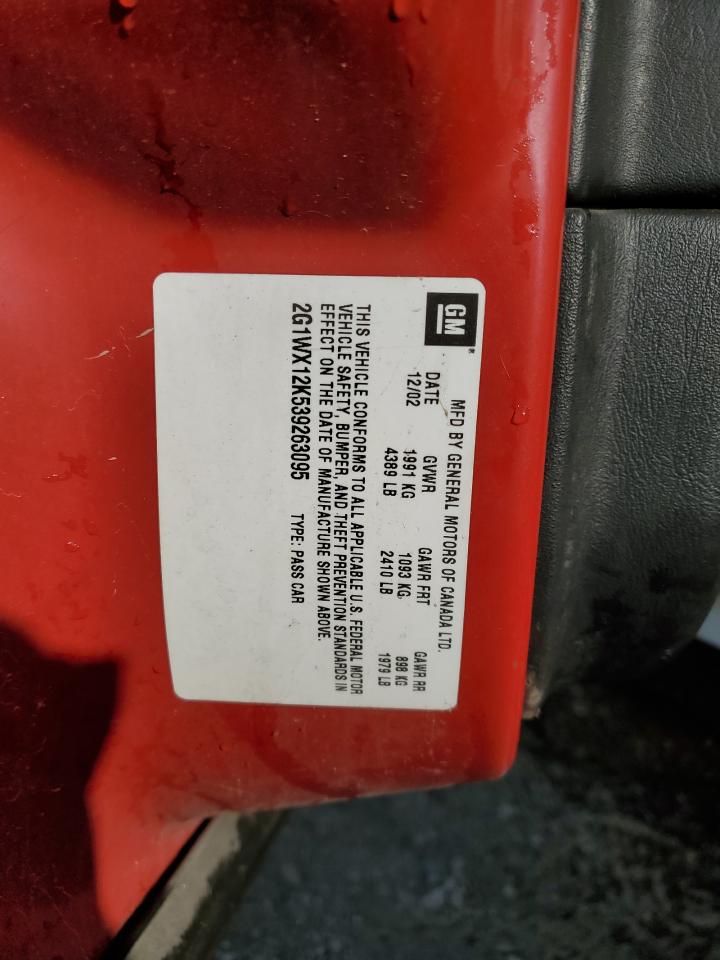 GM®
MFD BY GENERAL MOTORS OF CANADA LTD.
DATE GVWR GAWR FRT GAWR RR
12/02 1991 KG 1093 KG 898 KG
4389 LB 2410 LB 1979 LB
THIS VEHICLE CONFORMS TO ALL APPLICABLE U.S. FEDERAL MOTOR
VEHICLE SAFETY, BUMPER, AND THEFT PREVENTION STANDARDS IN
EFFECT ON THE DATE OF MANUFACTURE SHOWN ABOVE.
2G1WX12K539263095 TYPE: PASS CAR